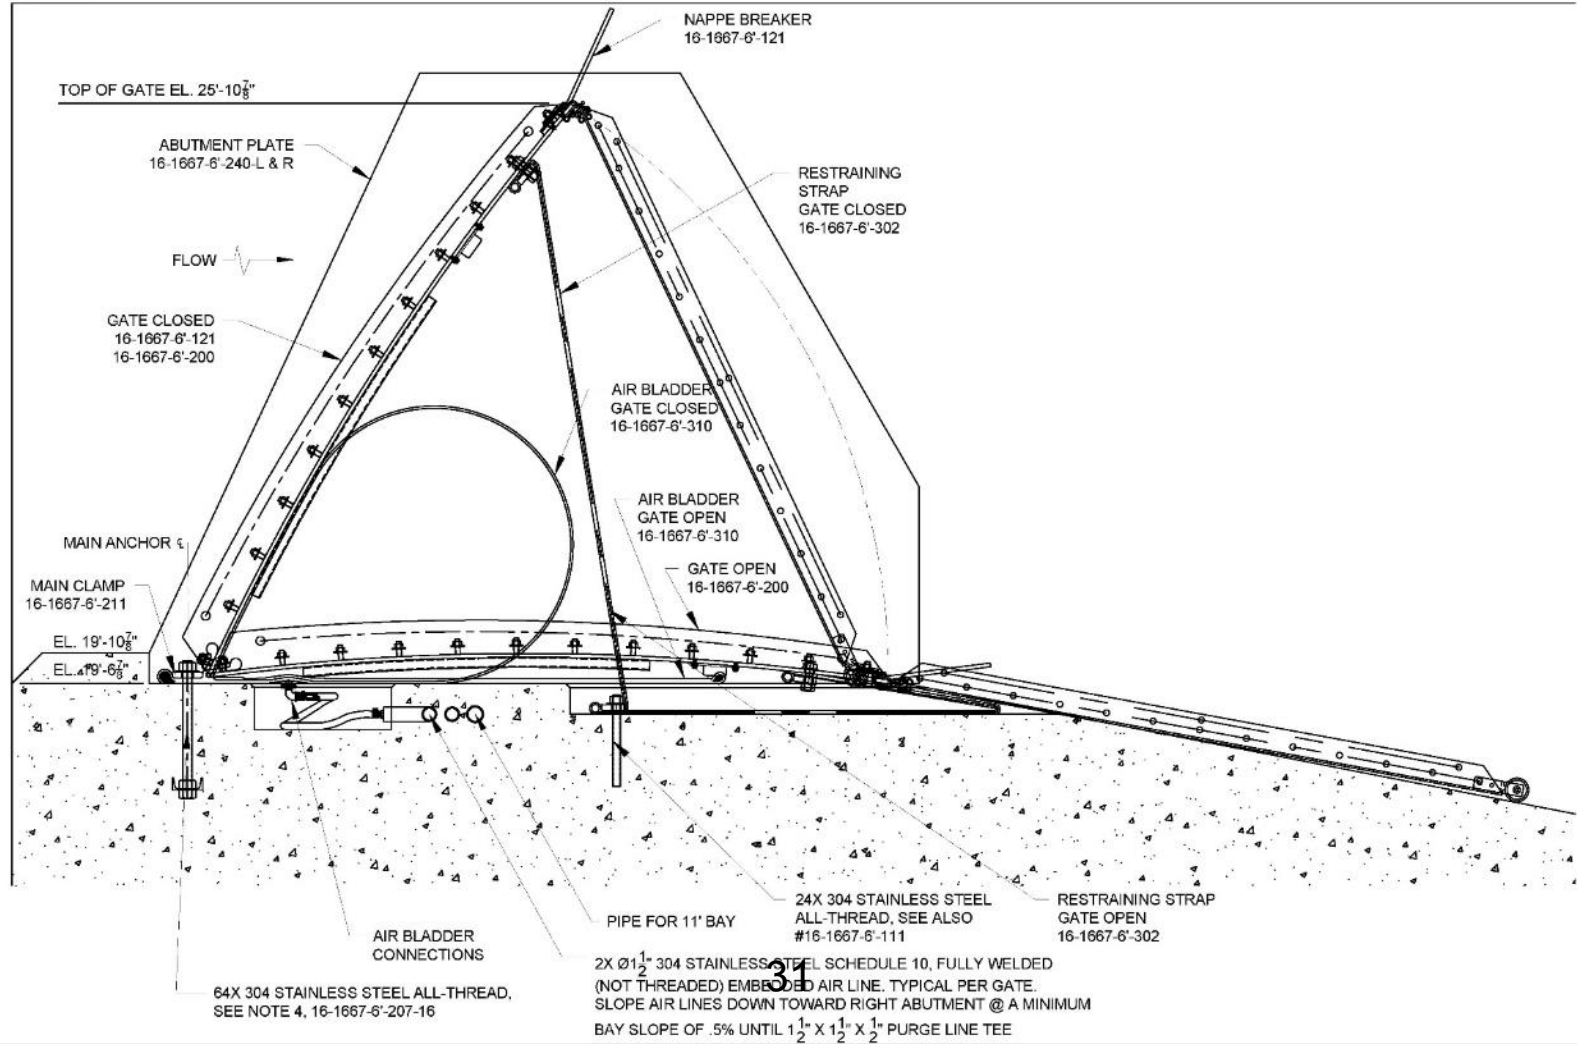 NAPPE BREAKER
16-1667-6'-121
TOP OF GATE EL. 25'-10⅞"
ABUTMENT PLATE
16-1667-6'-240-L & R
RESTRAINING
STRAP
GATE CLOSED
16-1667-6'-302
FLOW
GATE CLOSED
16-1667-6'-121
16-1667-6'-200
AIR BLADDER
GATE CLOSED
16-1667-6'-310
AIR BLADDER
GATE OPEN
16-1667-6'-310
MAIN ANCHOR ℄
GATE OPEN
16-1667-6'-200
MAIN CLAMP
16-1667-6'-211
EL. 19'-10⅞"
EL. 19'-6⅞"
24X 304 STAINLESS STEEL
ALL-THREAD, SEE ALSO
#16-1667-6'-111
RESTRAINING STRAP
GATE OPEN
16-1667-6'-302
PIPE FOR 11' BAY
AIR BLADDER
CONNECTIONS
2X Ø1½" 304 STAINLESS STEEL SCHEDULE 10, FULLY WELDED
(NOT THREADED) EMBEDDED AIR LINE. TYPICAL PER GATE.
SLOPE AIR LINES DOWN TOWARD RIGHT ABUTMENT @ A MINIMUM
BAY SLOPE OF .5% UNTIL 1½" X 1½" X ½" PURGE LINE TEE
31
64X 304 STAINLESS STEEL ALL-THREAD,
SEE NOTE 4, 16-1667-6'-207-16